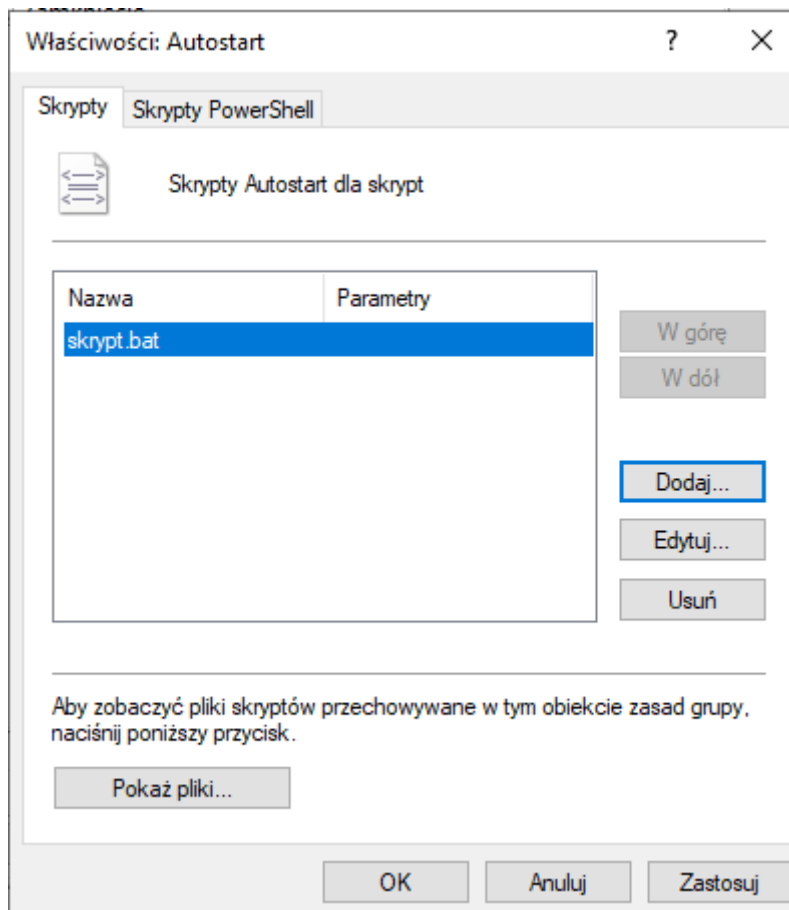 Właściwości: Autostart
?
Skrypty
Skrypty PowerShell
Skrypty Autostart dla skrypt
Nazwa
Parametry
skrypt.bat
W górę
W dół
Dodaj...
Edytuj...
Usuń
Aby zobaczyć pliki skryptów przechowywane w tym obiekcie zasad grupy,
naciśnij poniższy przycisk.
Pokaż pliki...
OK
Anuluj
Zastosuj